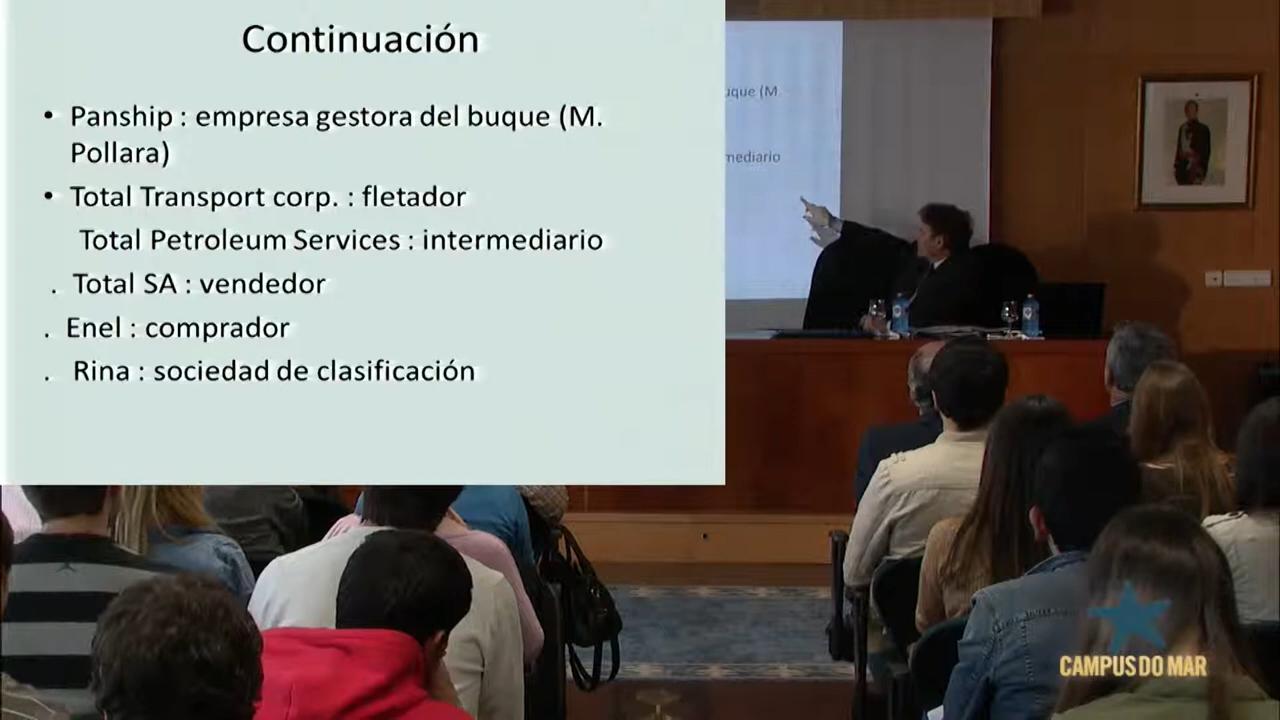 Continuación
• Panship : empresa gestora del buque (M.
Pollara)
• Total Transport corp. : fletador
Total Petroleum Services : intermediario
. Total SA : vendedor
. Enel : comprador
. Rina : sociedad de clasificación
uque (M.
mediario
CAMPUS DO MAR